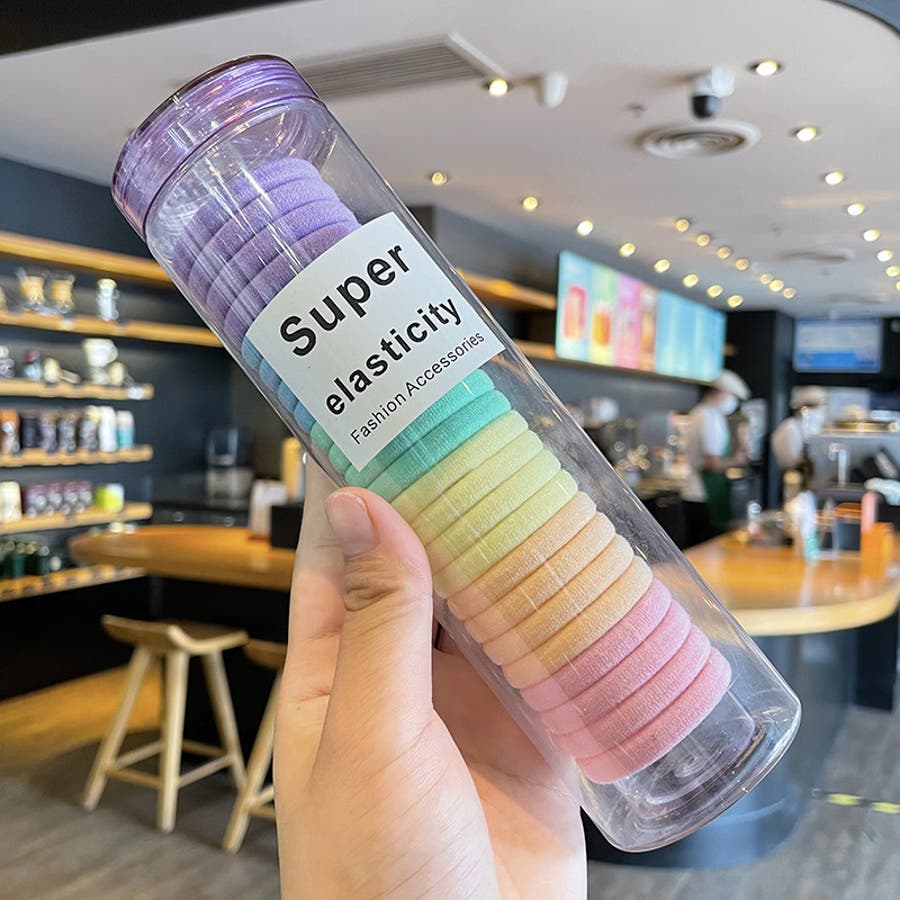 Super
elasticity
Fashion Accessories